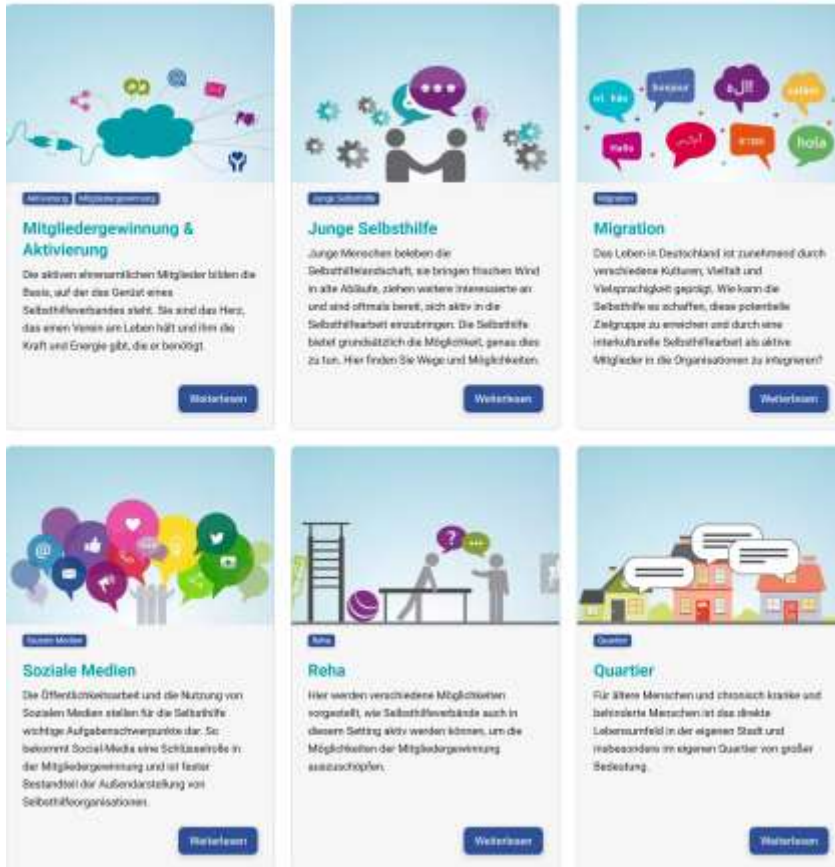 Aktivierung Mitgliedergewinnung
Mitgliedergewinnung &
Aktivierung
Die aktiven ehrenamtlichen Mitglieder bilden die
Basis, auf der das Gerüst eines
Selbsthilfeverbandes steht. Sie sind das Herz,
das einen Verein am Leben hält und ihm die
Kraft und Energie gibt, die er benötigt.
Weiterlesen
Junge Selbsthilfe
Junge Selbsthilfe
Junge Menschen beleben die
Selbsthilfelandschaft, sie bringen frischen Wind
in alte Abläufe, ziehen weitere Interessierte an
und sind oftmals bereit, sich aktiv in die
Selbsthilfearbeit einzubringen. Die Selbsthilfe
bietet grundsätzlich die Möglichkeit, genau dies
zu tun. Hier finden Sie Wege und Möglichkeiten.
Weiterlesen
bonjour
Hallo
hola
Migration
Migration
Das Leben in Deutschland ist zunehmend durch
verschiedene Kulturen, Vielfalt und
Vielsprachigkeit geprägt. Wie kann die
Selbsthilfe es schaffen, diese potentielle
Zielgruppe zu erreichen und durch eine
interkulturelle Selbsthilfearbeit als aktive
Mitglieder in die Organisationen zu integrieren?
Weiterlesen
Soziale Medien
Soziale Medien
Die Öffentlichkeitsarbeit und die Nutzung von
Sozialen Medien stellen für die Selbsthilfe
wichtige Aufgabenschwerpunkte dar. So
bekommt Social-Media eine Schlüsselrolle in
der Mitgliedergewinnung und ist fester
Bestandteil der Außendarstellung von
Selbsthilfeorganisationen.
Weiterlesen
?
Reha
Reha
Hier werden verschiedene Möglichkeiten
vorgestellt, wie Selbsthilfeverbände auch in
diesem Setting aktiv werden können, um die
Möglichkeiten der Mitgliedergewinnung
auszuschöpfen.
Weiterlesen
Quartier
Quartier
Für ältere Menschen und chronisch kranke und
behinderte Menschen ist das direkte
Lebensumfeld in der eigenen Stadt und
insbesondere im eigenen Quartier von großer
Bedeutung.
Weiterlesen